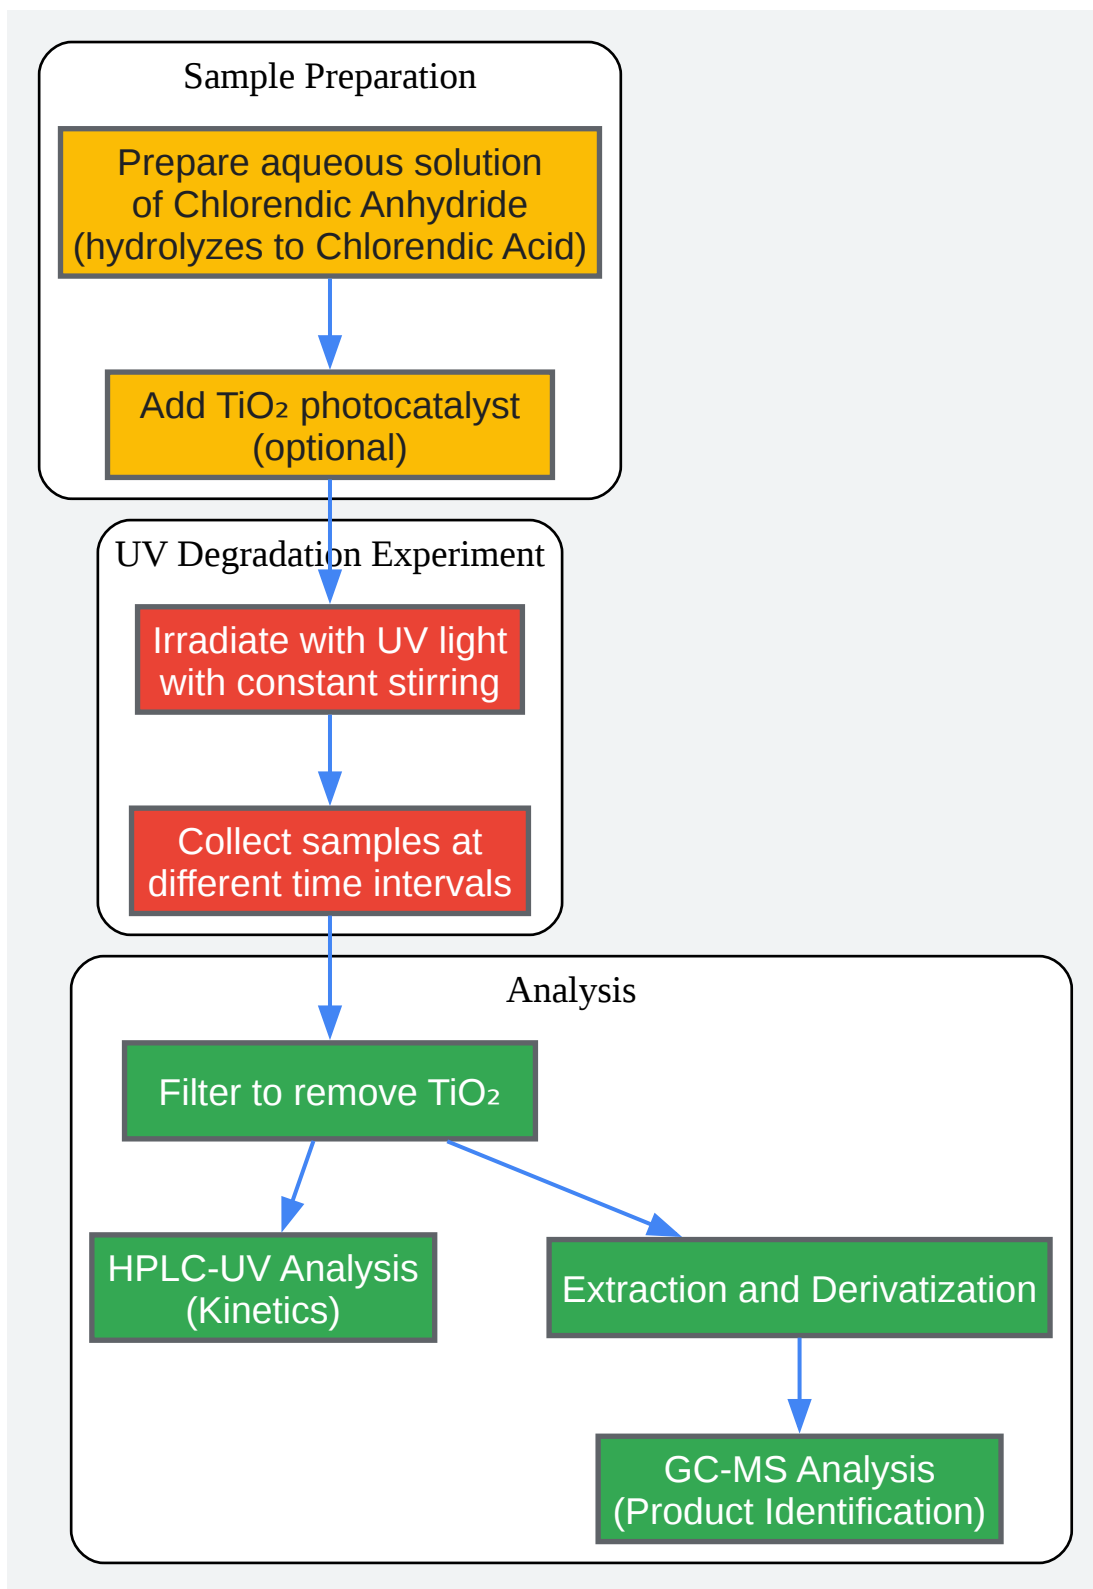 Sample Preparation
Prepare aqueous solution
of Chlorendic Anhydride
(hydrolyzes to Chlorendic Acid)
Add TiO₂ photocatalyst
(optional)
UV Degradation Experiment
Irradiate with UV light
with constant stirring
Collect samples at
different time intervals
Analysis
Filter to remove TiO₂
HPLC-UV Analysis
(Kinetics)
Extraction and Derivatization
GC-MS Analysis
(Product Identification)